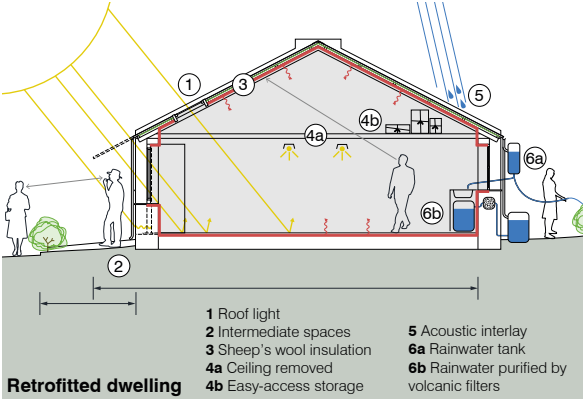 1
3
5
4b
4a
6a
6b
2
1 Roof light
2 Intermediate spaces
3 Sheep's wool insulation
4a Ceiling removed
4b Easy-access storage
5 Acoustic interlay
6a Rainwater tank
6b Rainwater purified by
volcanic filters
Retrofitted dwelling